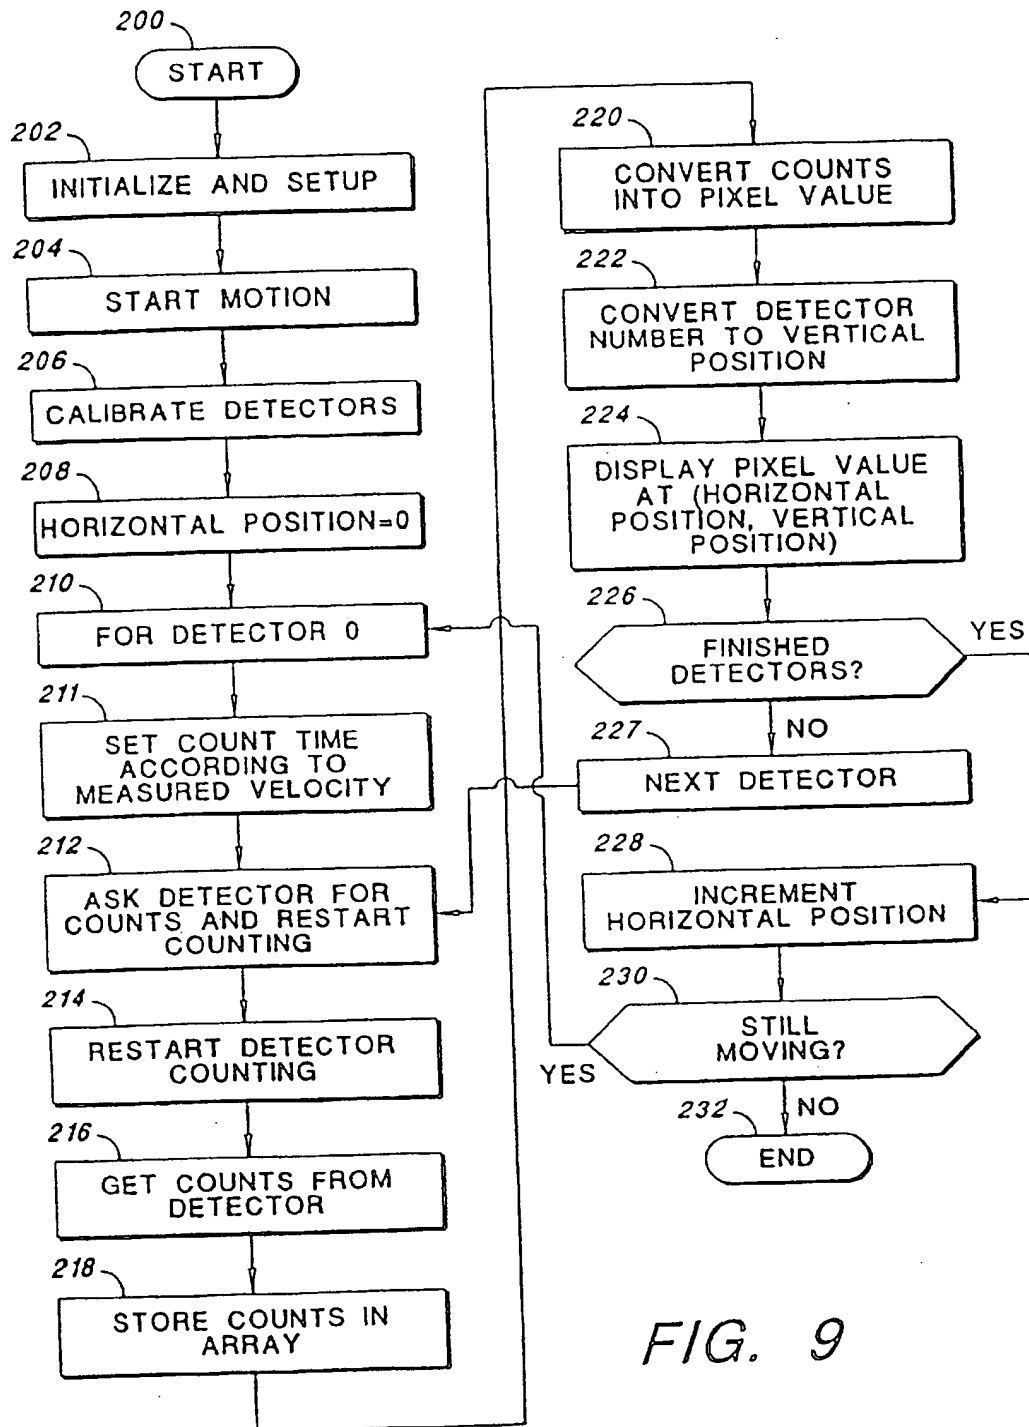 200
START
202
INITIALIZE AND SETUP
204
START MOTION
206
CALIBRATE DETECTORS
208
HORIZONTAL POSITION=0
210
FOR DETECTOR 0
211
SET COUNT TIME
ACCORDING TO
MEASURED VELOCITY
212
ASK DETECTOR FOR
COUNTS AND RESTART
COUNTING
214
RESTART DETECTOR
COUNTING
216
GET COUNTS FROM
DETECTOR
218
STORE COUNTS IN
ARRAY
220
CONVERT COUNTS
INTO PIXEL VALUE
222
CONVERT DETECTOR
NUMBER TO VERTICAL
POSITION
224
DISPLAY PIXEL VALUE
AT (HORIZONTAL
POSITION, VERTICAL
POSITION)
226
FINISHED
DETECTORS?
YES
NO
227
NEXT DETECTOR
228
INCREMENT
HORIZONTAL POSITION
230
STILL
MOVING?
YES
NO
232
END
FIG. 9